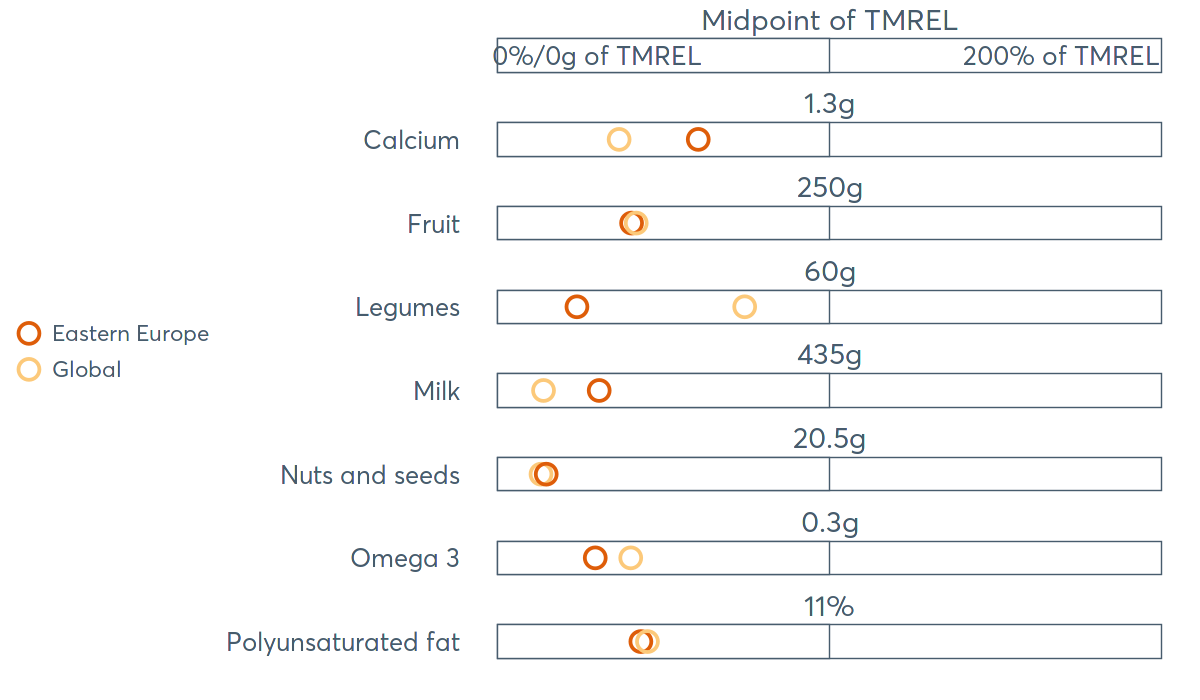 Midpoint of TMREL
0%/0g of TMREL
200% of TMREL
1.3g
Calcium
250g
Fruit
60g
Legumes
Eastern Europe
Global
435g
Milk
20.5g
Nuts and seeds
0.3g
Omega 3
11%
Polyunsaturated fat